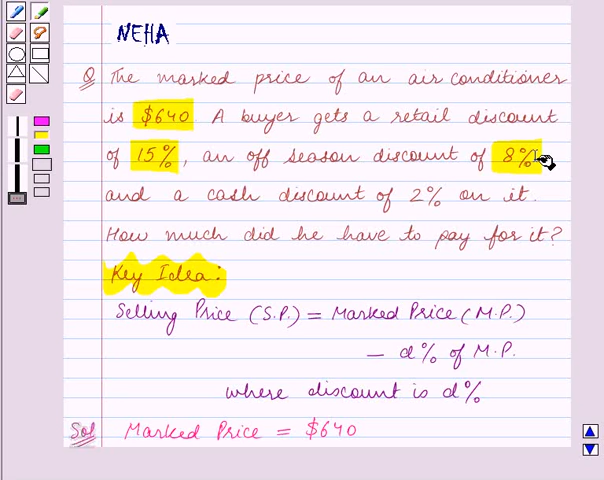 NEHA
Q The marked price of an air conditioner
is $640. A buyer gets a retail discount
of 15%, an off season discount of 8%
and a cash discount of 2% on it.
How much did he have to pay for it?
Key Idea:
Selling Price (S.P.) = Marked Price (M.P.)
- d% of M.P.
where discount is d%
Sol Marked Price = $640